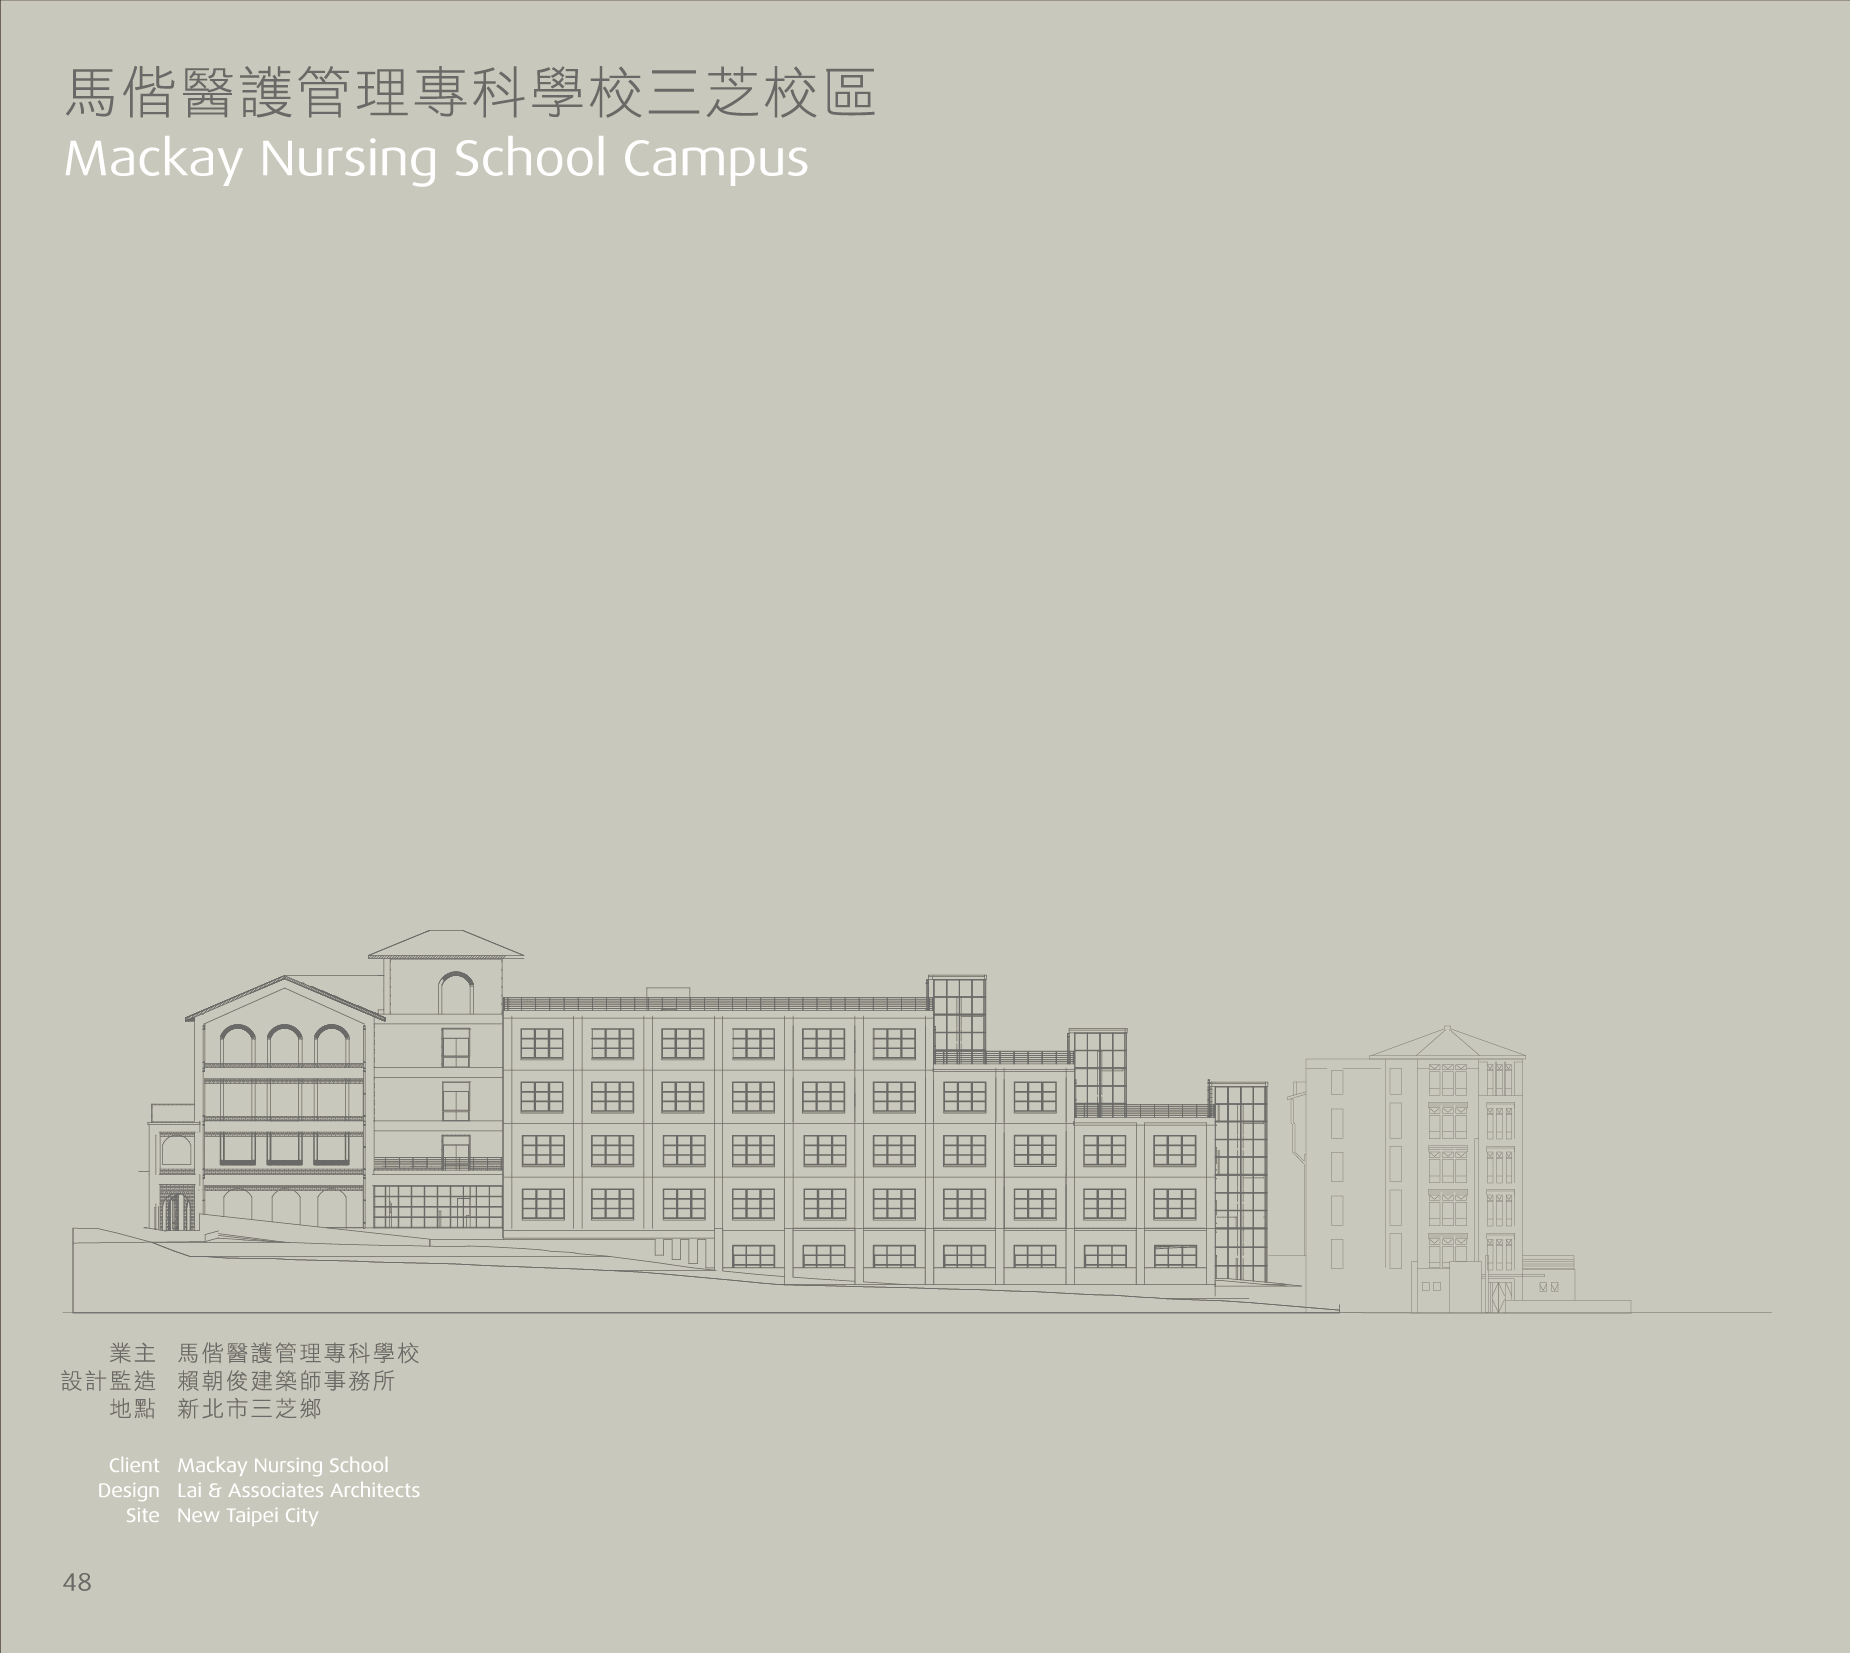 馬偕醫護管理專科學校三芝校區
Mackay Nursing School Campus
業主 馬偕醫護管理專科學校
設計監造 賴朝俊建築師事務所
地點 新北市三芝鄉
Client Mackay Nursing School
Design Lai & Associates Architects
Site New Taipei City
48